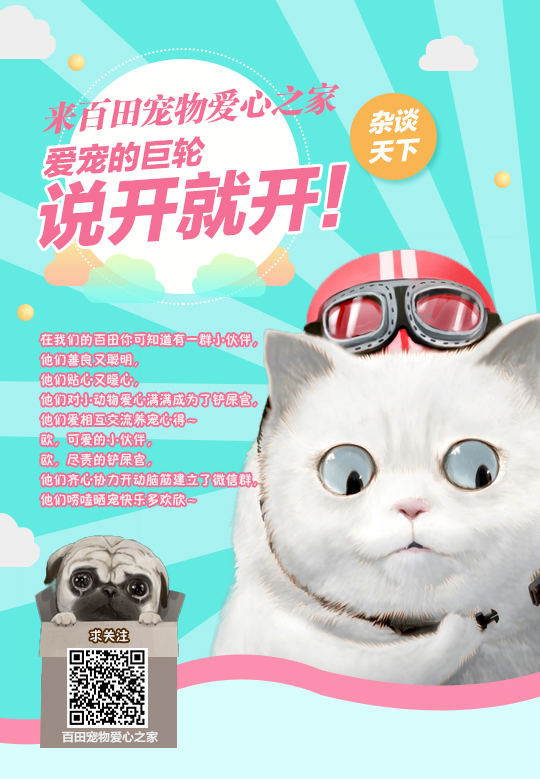 来百田宠物爱心之家
爱宠的巨轮
说开就开!
杂谈
天下
在我们的百田你可知道有一群小伙伴，
他们善良又聪明，
他们贴心又暖心，
他们对小动物爱心满满成为了铲屎官，
他们爱相互交流养宠心得~
欧，可爱的小伙伴，
欧，尽责的铲屎官，
他们齐心协力开动脑筋建立了微信群，
他们唠嗑晒宠快乐多欢欣~
求关注
百田宠物爱心之家